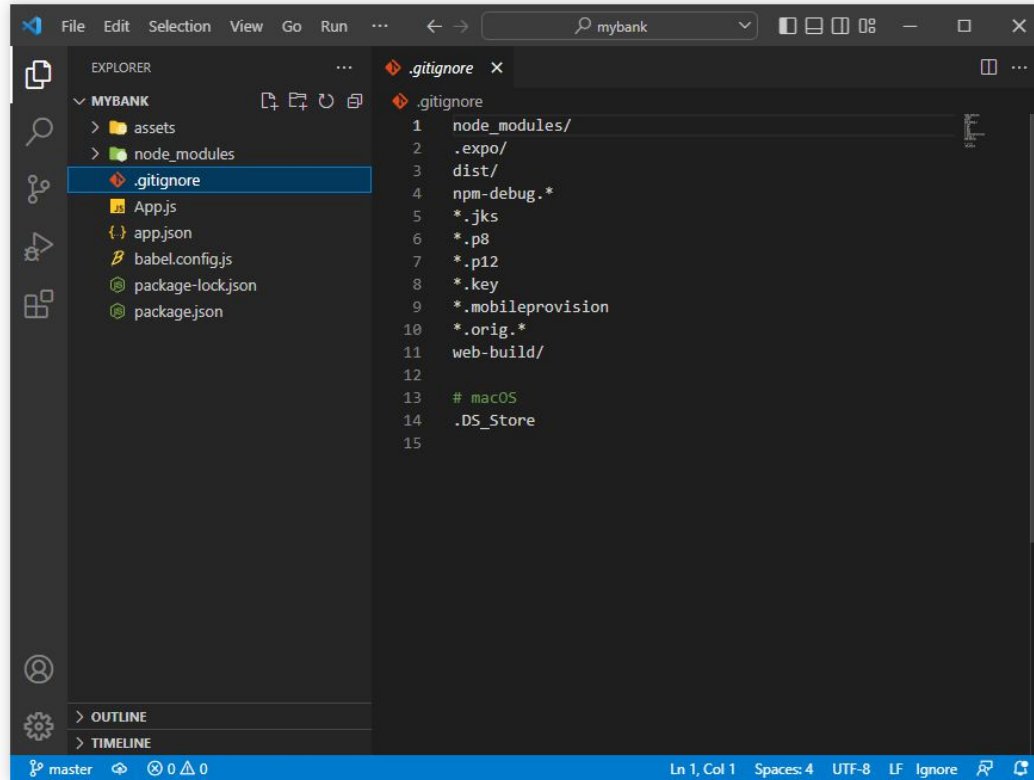 File Edit Selection View Go Run ··· mybank
EXPLORER ···
MYBANK
assets
node_modules
.gitignore
App.js
app.json
babel.config.js
package-lock.json
package.json
OUTLINE
TIMELINE
.gitignore
.gitignore
1 node_modules/
2 .expo/
3 dist/
4 npm-debug.*
5 *.jks
6 *.p8
7 *.p12
8 *.key
9 *.mobileprovision
10 *.orig.*
11 web-build/
12
13 # macOS
14 .DS_Store
15
master 0 0 Ln 1, Col 1 Spaces: 4 UTF-8 LF Ignore